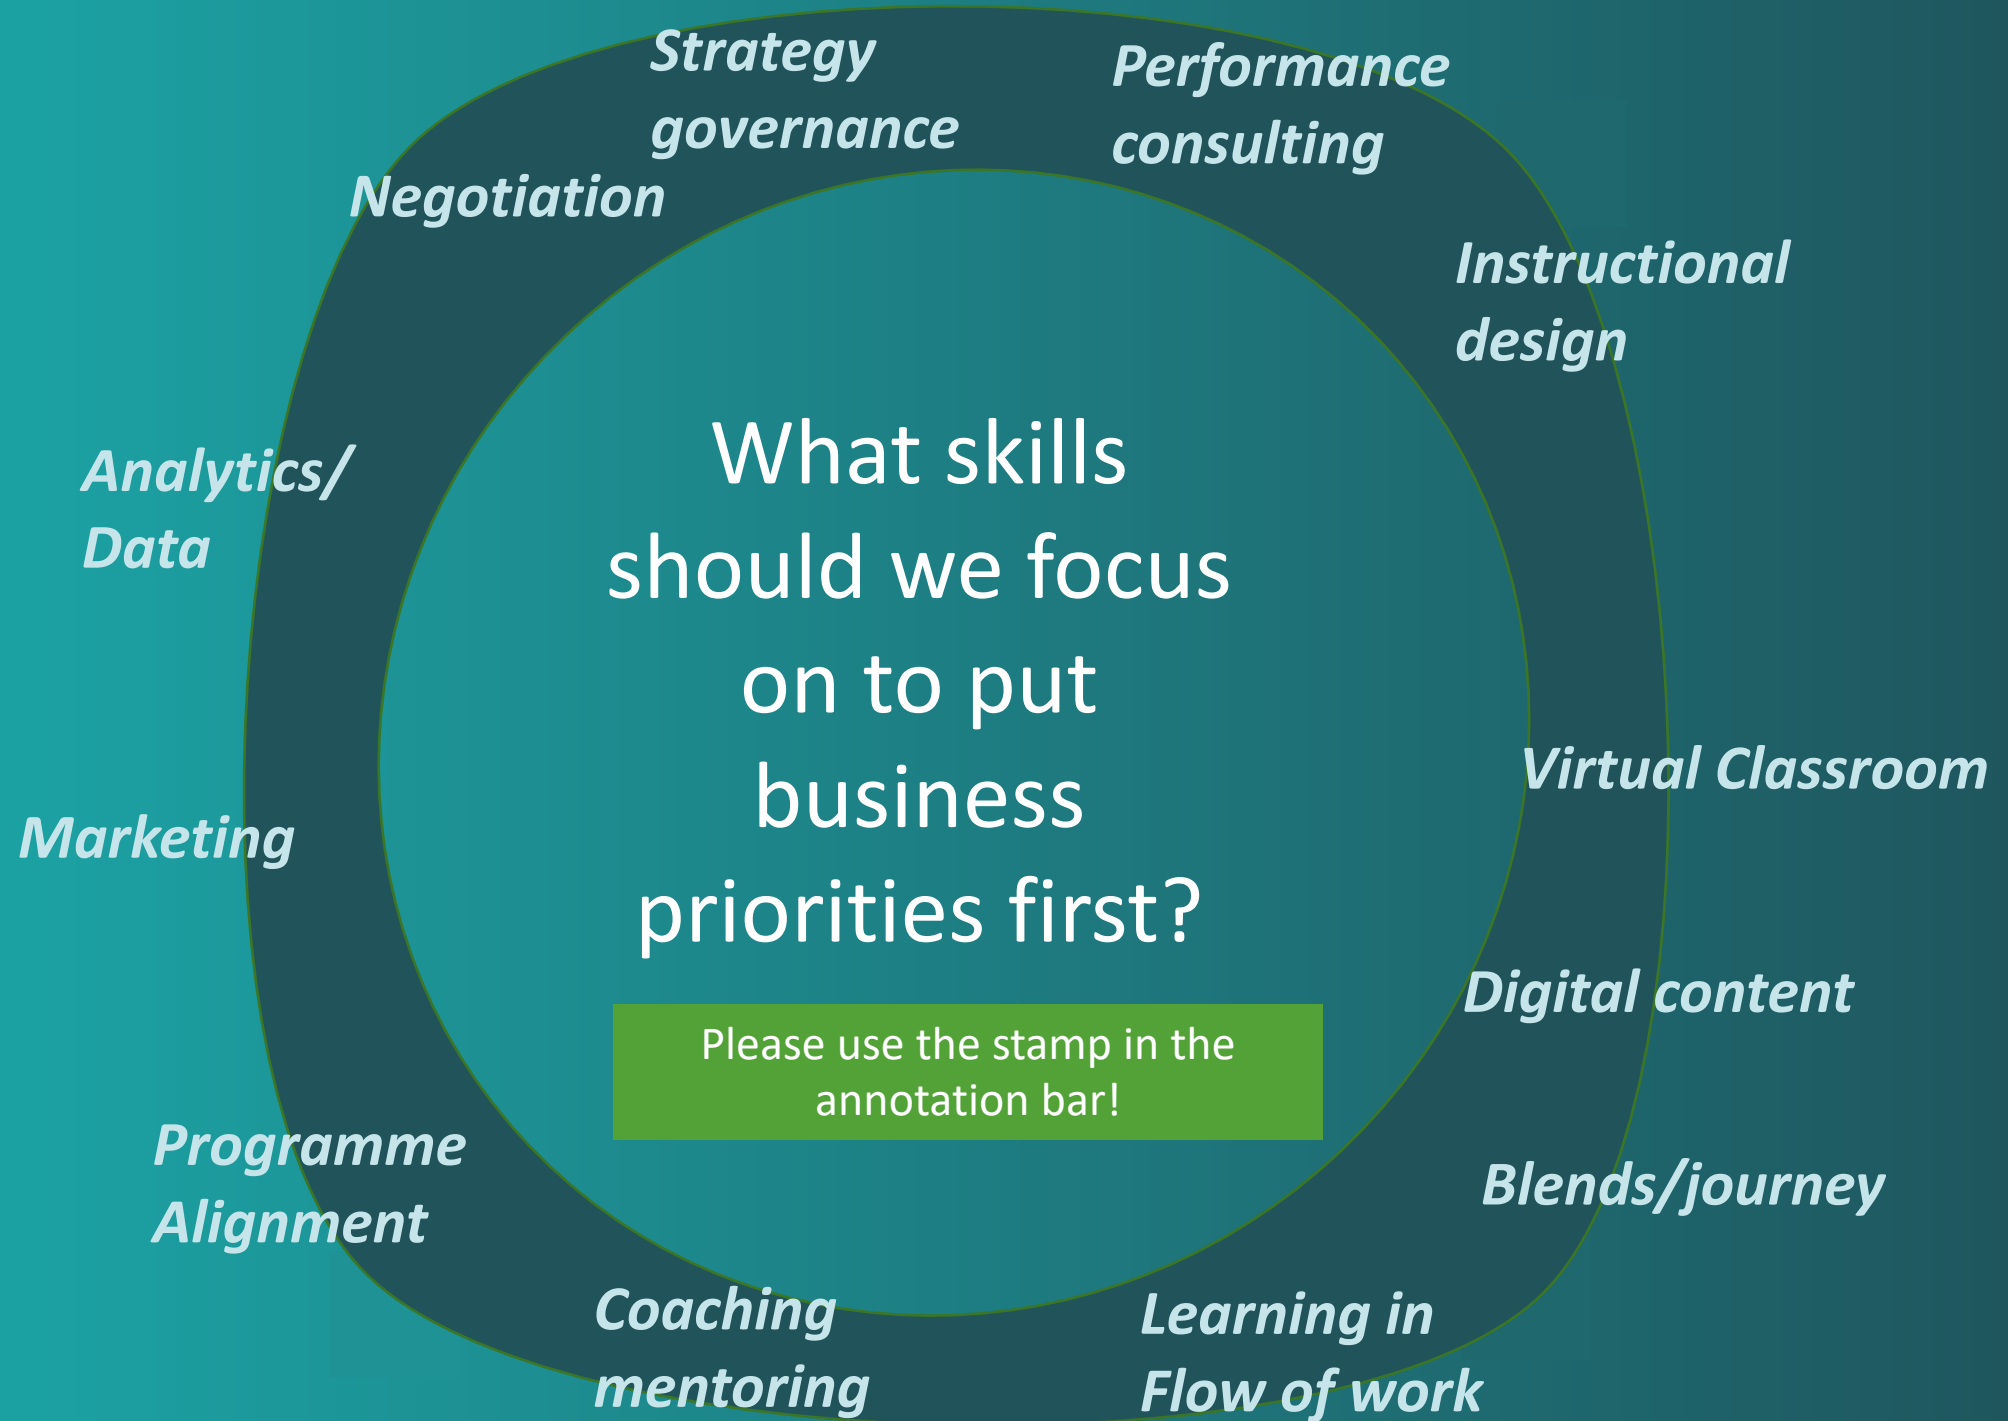 Strategy
governance
Performance
consulting
Negotiation
Instructional
design
Analytics/
Data
What skills
should we focus
on to put
business
priorities first?
Virtual Classroom
Marketing
Digital content
Please use the stamp in the
annotation bar!
Programme
Alignment
Blends/journey
Coaching
mentoring
Learning in
Flow of work